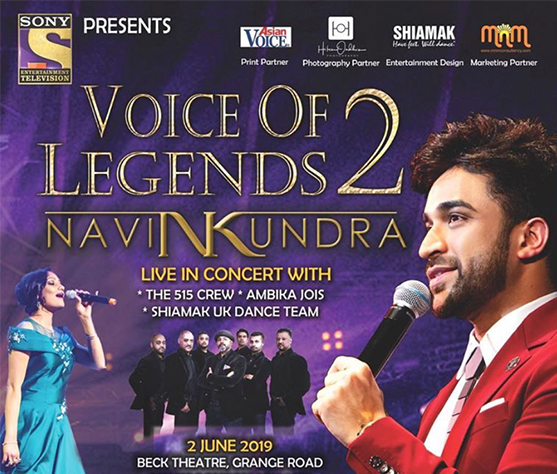 SONY
ENTERTAINMENT
TELEVISION
PRESENTS
Asian
VOICE
Print Partner
Photography Partner
SHIAMAK
Have feet. Will dance.
Entertainment Design
MNM
Marketing Partner
VOICE OF
LEGENDS 2
NAVIN KUNDRA
LIVE IN CONCERT WITH
* THE 515 CREW * AMBIKA JOIS
* SHIAMAK UK DANCE TEAM
2 JUNE 2019
BECK THEATRE, GRANGE ROAD